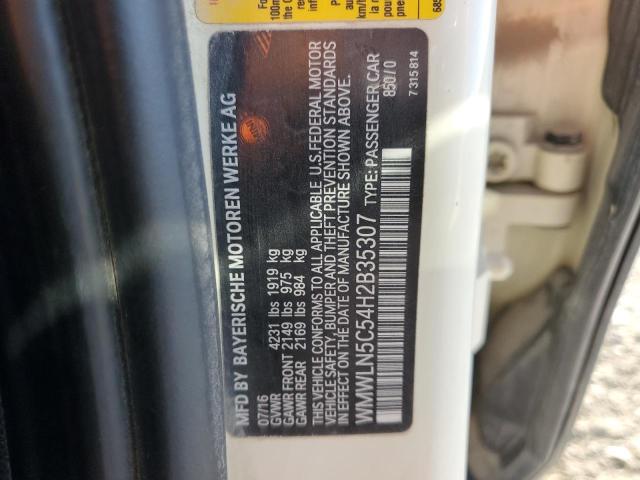 MFD BY BAYERISCHE MOTOREN WERKE AG
07/16
GVWR 4231 lbs 1919 kg
GAWR FRONT 2149 lbs 975 kg
GAWR REAR 2169 lbs 984 kg
THIS VEHICLE CONFORMS TO ALL APPLICABLE U.S. FEDERAL MOTOR
VEHICLE SAFETY, BUMPER AND THEFT PREVENTION STANDARDS
IN EFFECT ON THE DATE OF MANUFACTURE SHOWN ABOVE.
WMWLN5C54H2B35307 TYPE: PASSENGER CAR
850 / 0
7 315 814